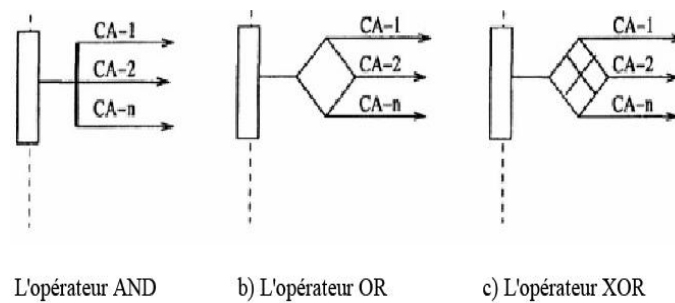 CA-1
CA-2
CA-n
CA-1
CA-2
CA-n
CA-1
CA-2
CA-n
L'opérateur AND
b) L'opérateur OR
c) L'opérateur XOR